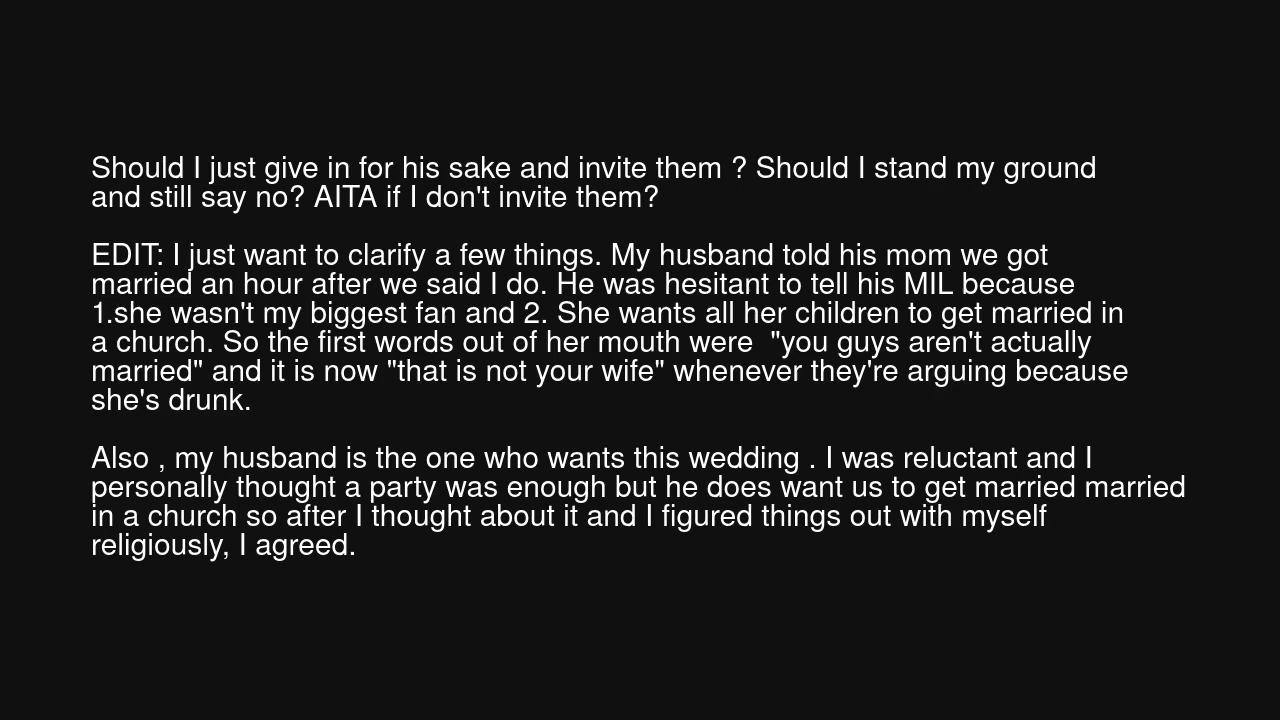 Should I just give in for his sake and invite them ? Should I stand my ground
and still say no? AITA if I don't invite them?
EDIT: I just want to clarify a few things. My husband told his mom we got
married an hour after we said I do. He was hesitant to tell his MIL because
1.she wasn't my biggest fan and 2. She wants all her children to get married in
a church. So the first words out of her mouth were  "you guys aren't actually
married" and it is now "that is not your wife" whenever they're arguing because
she's drunk.
Also , my husband is the one who wants this wedding . I was reluctant and I
personally thought a party was enough but he does want us to get married married
in a church so after I thought about it and I figured things out with myself
religiously, I agreed.